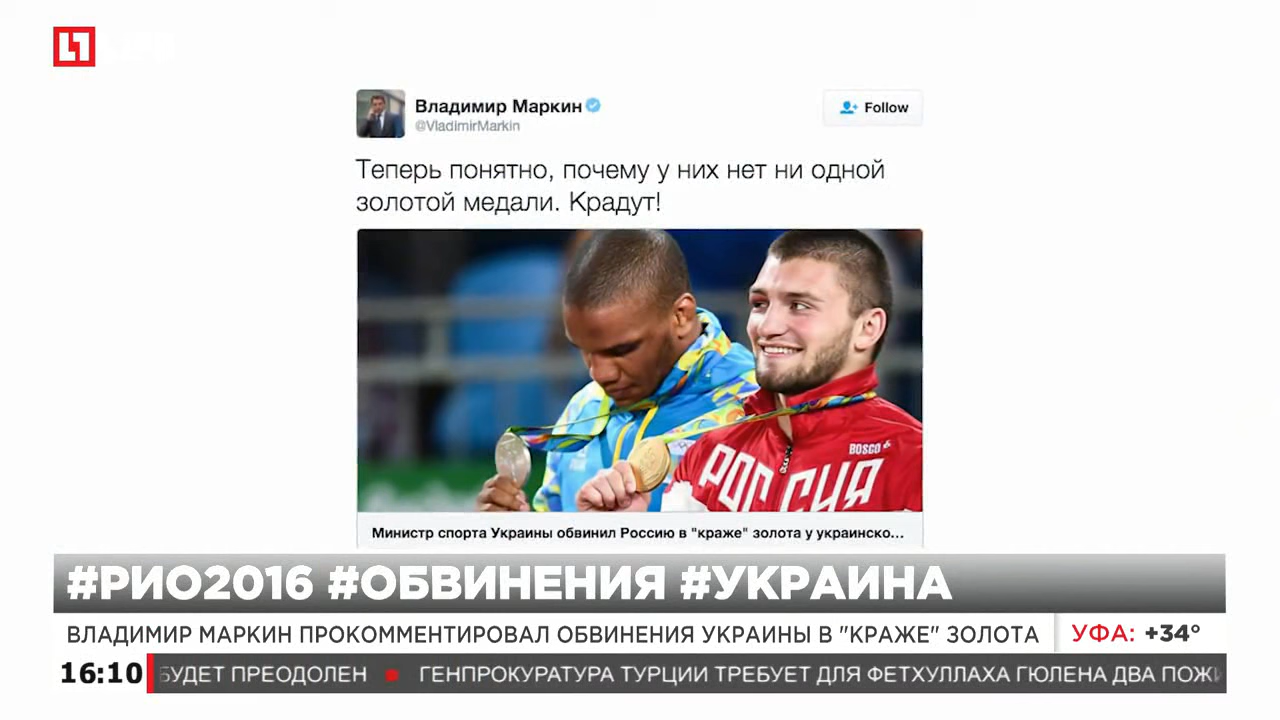 Владимир Маркин
@VladimirMarkin
Follow
Теперь понятно, почему у них нет ни одной
золотой медали. Крадут!
BOSCO
РОССИЯ
Министр спорта Украины обвинил Россию в "краже" золота у украинско...
#РИО2016 #ОБВИНЕНИЯ #УКРАИНА
ВЛАДИМИР МАРКИН ПРОКОММЕНТИРОВАЛ ОБВИНЕНИЯ УКРАИНЫ В "КРАЖЕ" ЗОЛОТА
УФА: +34°
16:10
БУДЕТ ПРЕОДОЛЕН • ГЕНПРОКУРАТУРА ТУРЦИИ ТРЕБУЕТ ДЛЯ ФЕТХУЛЛАХА ГЮЛЕНА ДВА ПОЖИ